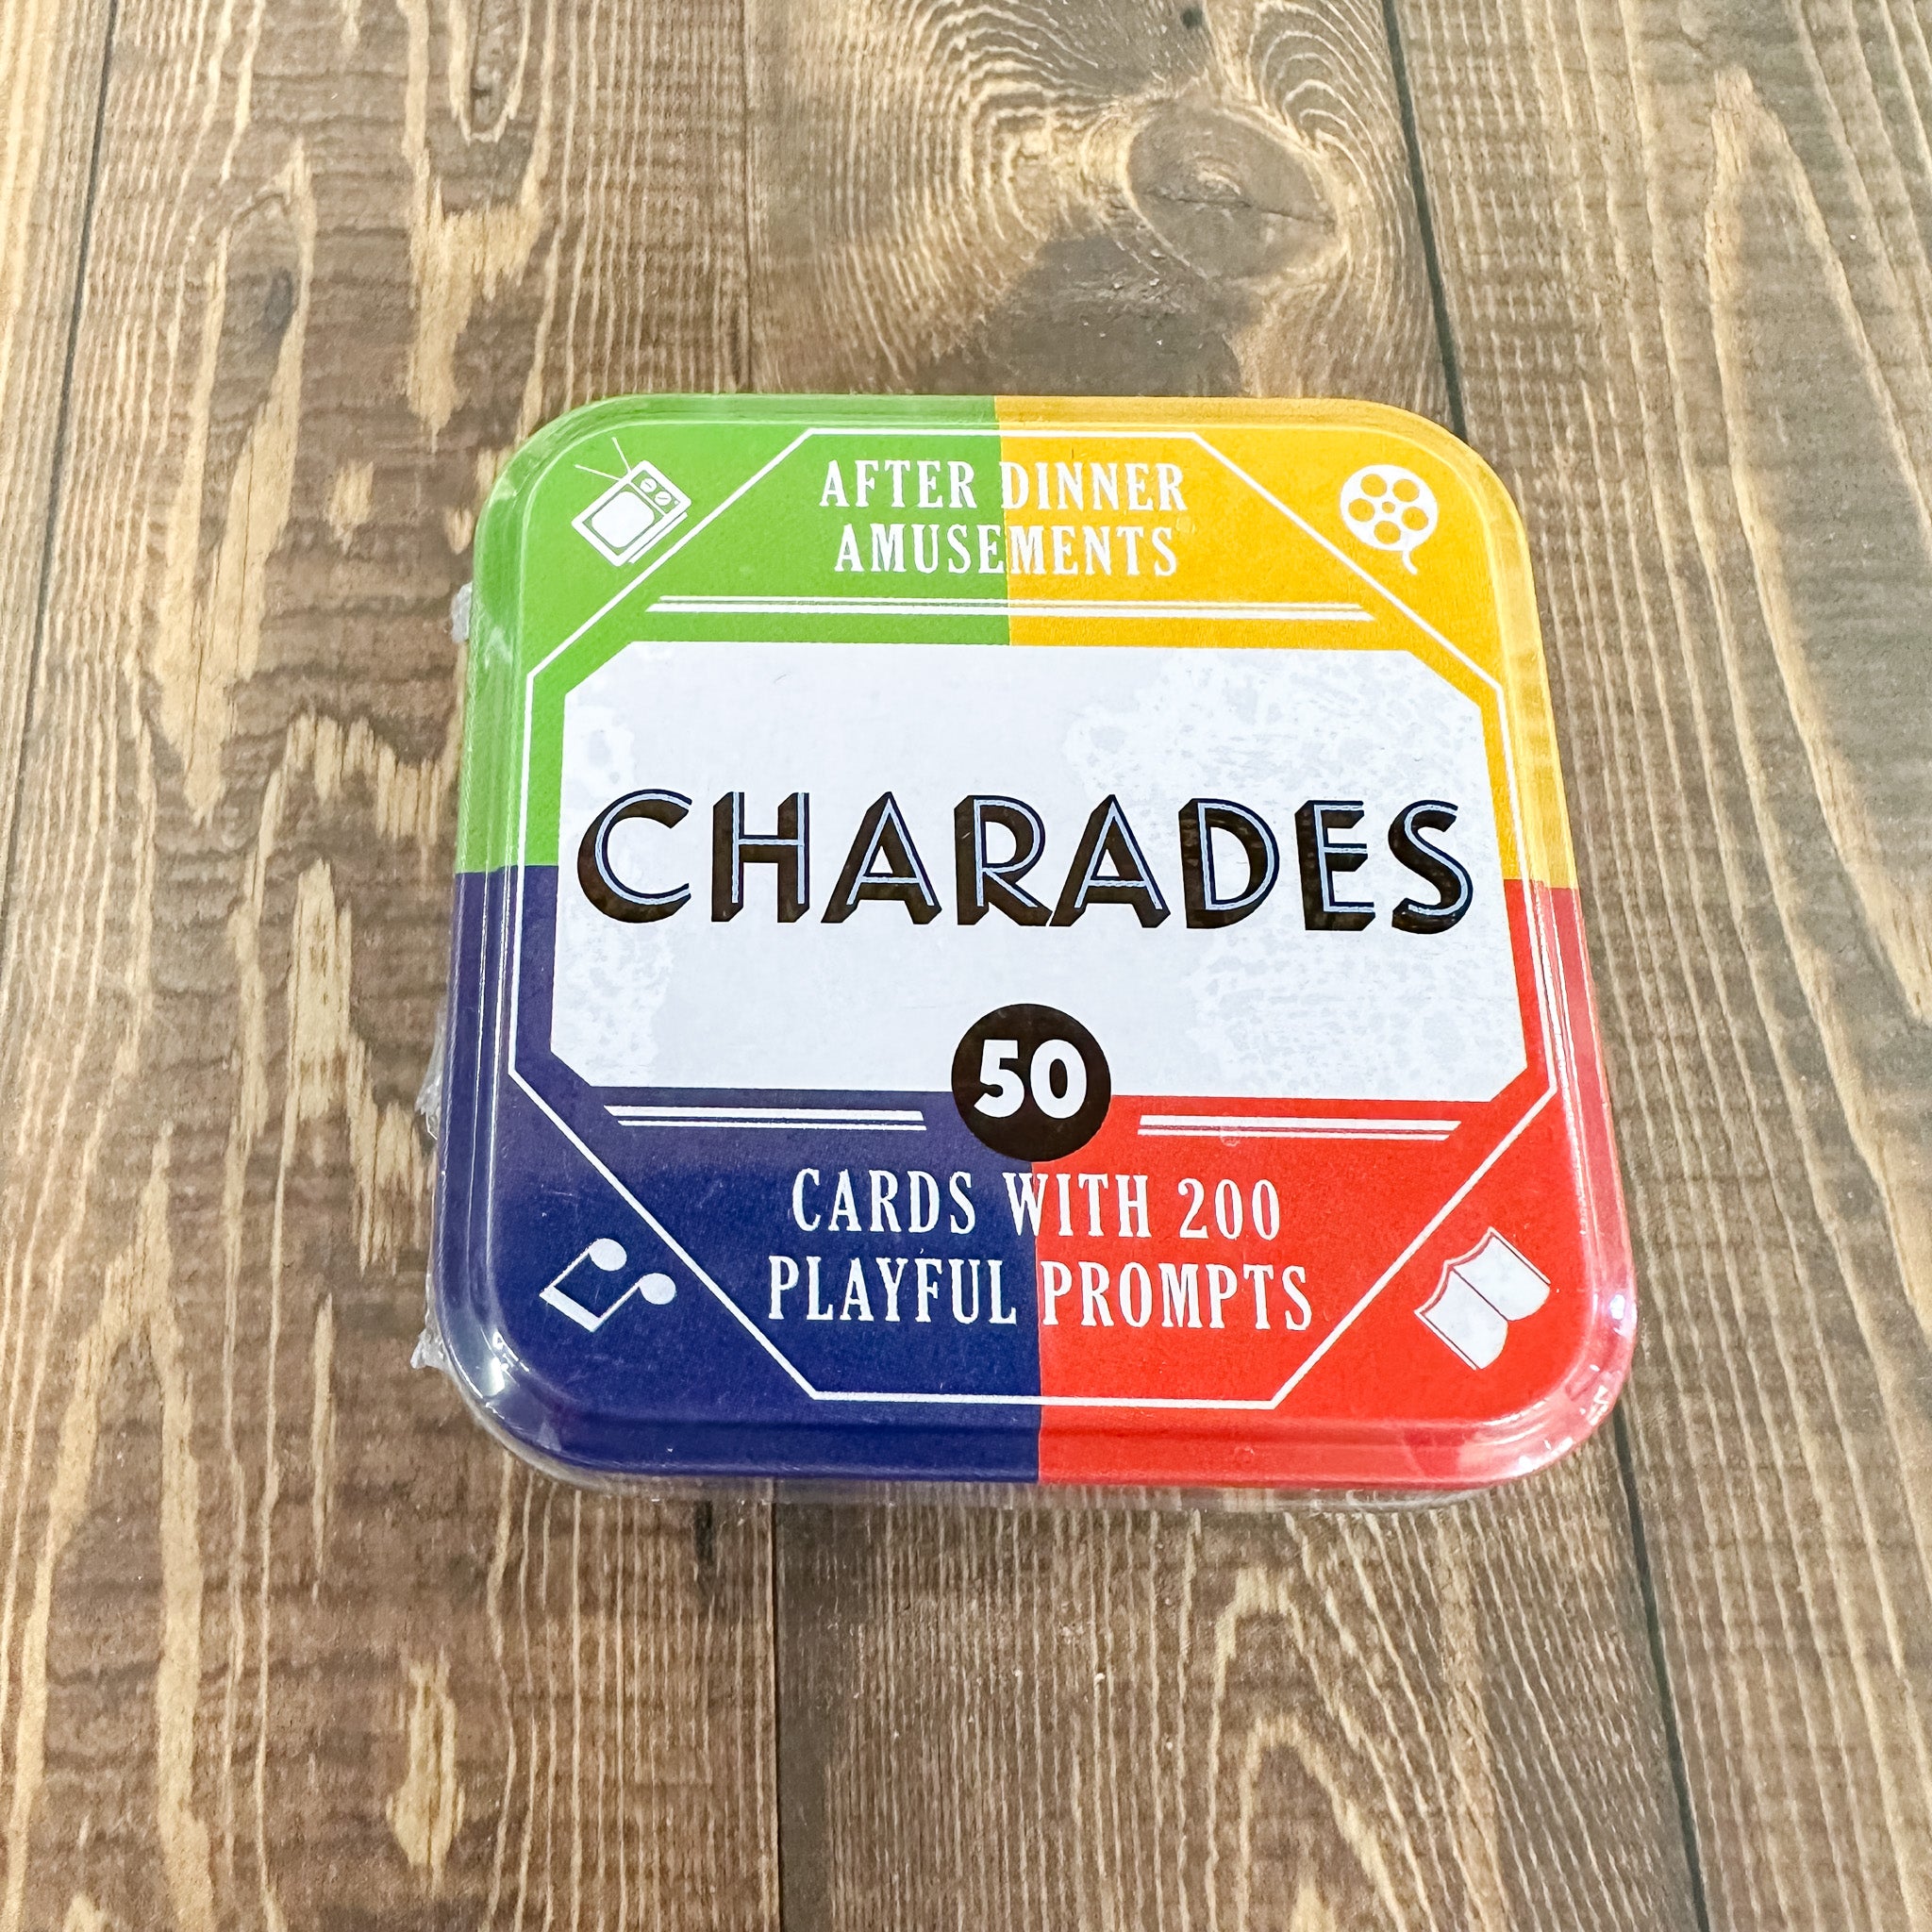 AFTER DINNER
AMUSEMENTS
CHARADES
50
CARDS WITH 200
PLAYFUL PROMPTS